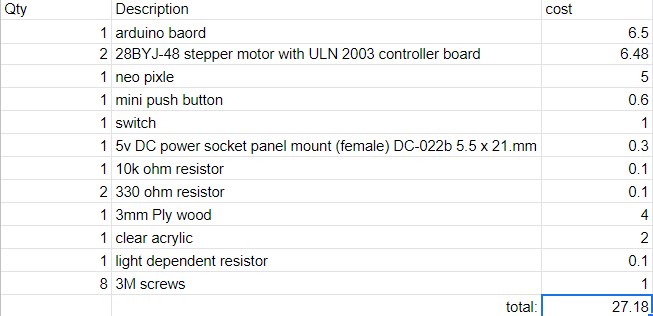 Qty Description cost
1 arduino baord 6.5
2 28BYJ-48 stepper motor with ULN 2003 controller board 6.48
1 neo pixle 5
1 mini push button 0.6
1 switch 1
1 5v DC power socket panel mount (female) DC-022b 5.5 x 21.mm 0.3
1 10k ohm resistor 0.1
2 330 ohm resistor 0.1
1 3mm Ply wood 4
1 clear acrylic 2
1 light dependent resistor 0.1
8 3M screws 1
total: 27.18